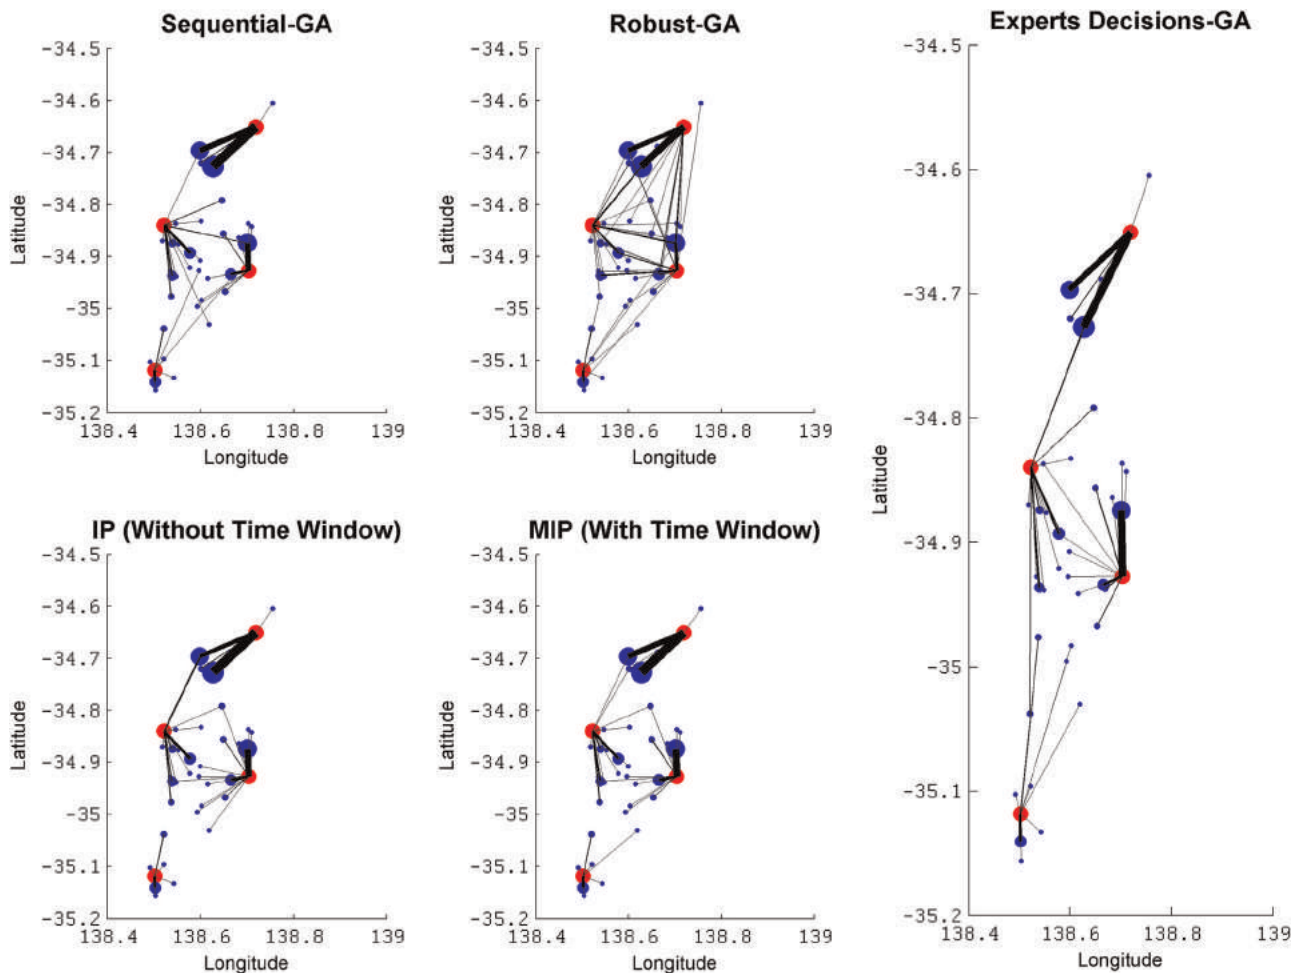 Sequential-GA
-34.5
-34.6
-34.7
-34.8
-34.9
-35
-35.1
-35.2
Latitude
138.4 138.6 138.8 139
Longitude
Robust-GA
-34.5
-34.6
-34.7
-34.8
-34.9
-35
-35.1
-35.2
Latitude
138.4 138.6 138.8 139
Longitude
IP (Without Time Window)
-34.5
-34.6
-34.7
-34.8
-34.9
-35
-35.1
-35.2
Latitude
138.4 138.6 138.8 139
Longitude
MIP (With Time Window)
-34.5
-34.6
-34.7
-34.8
-34.9
-35
-35.1
-35.2
Latitude
138.4 138.6 138.8 139
Longitude
Experts Decisions-GA
-34.5
-34.6
-34.7
-34.8
-34.9
-35
-35.1
-35.2
Latitude
138.4 138.6 138.8 139
Longitude